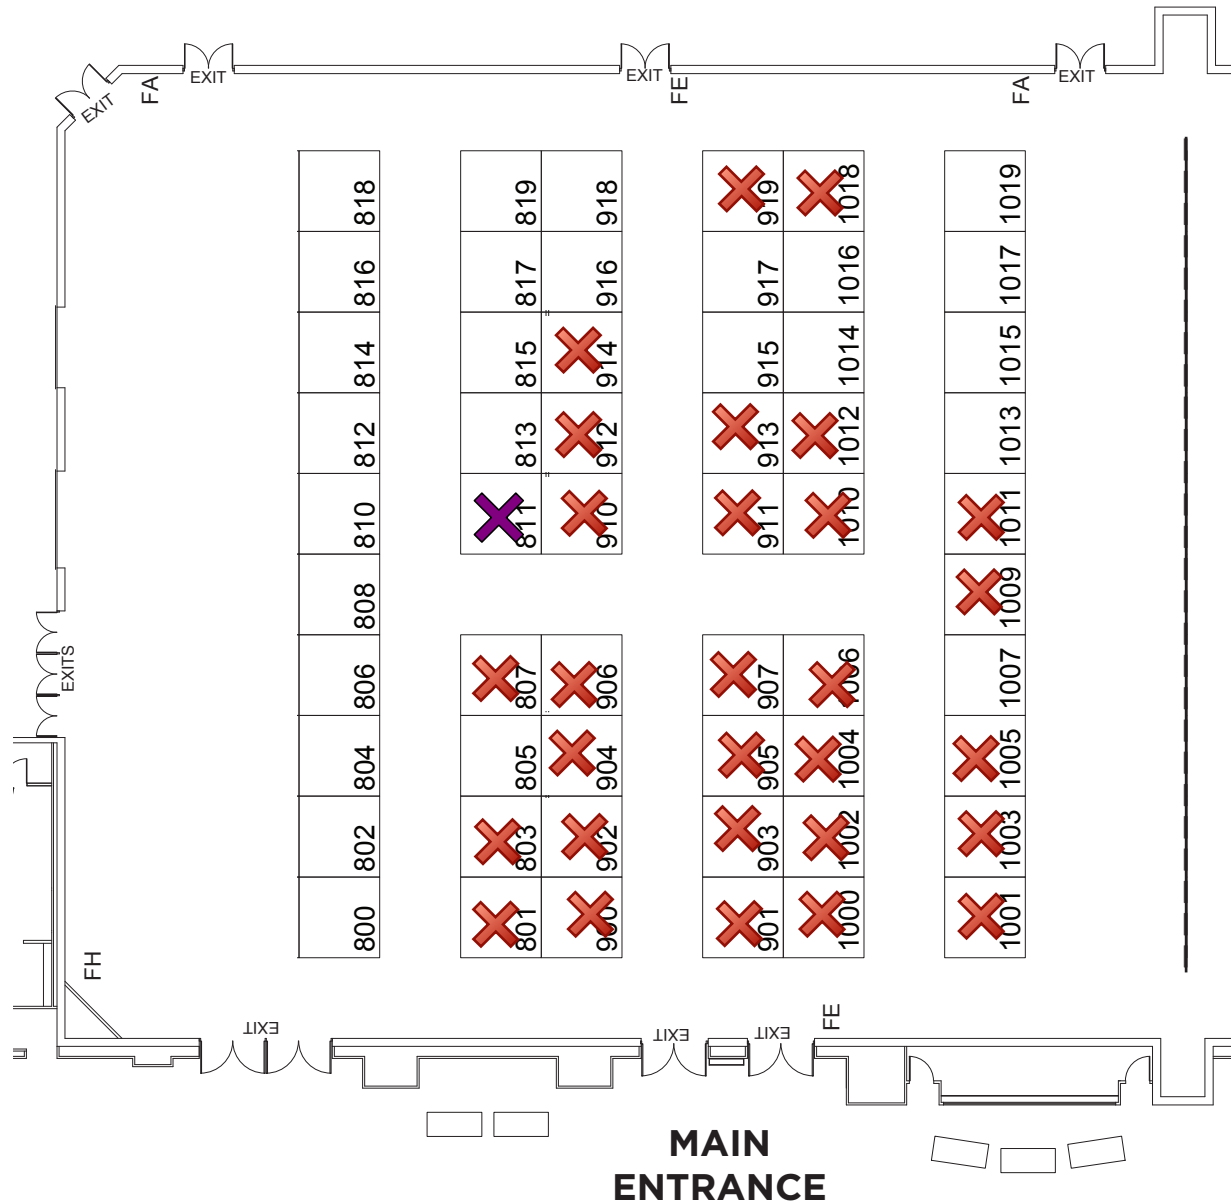 EXIT EXIT EXIT
EXIT FA FE FA
818 819 918 919 1018 1019
816 817 916 917 1016 1017
814 815 914 915 1014 1015
812 813 912 913 1012 1013
810 811 910 911 1010 1011
808 1009
806 807 906 907 1006 1007
EXITS
804 805 904 905 1004 1005
802 803 902 903 1002 1003
800 801 900 901 1000 1001
FH
FE
EXIT EXIT EXIT
MAIN
ENTRANCE